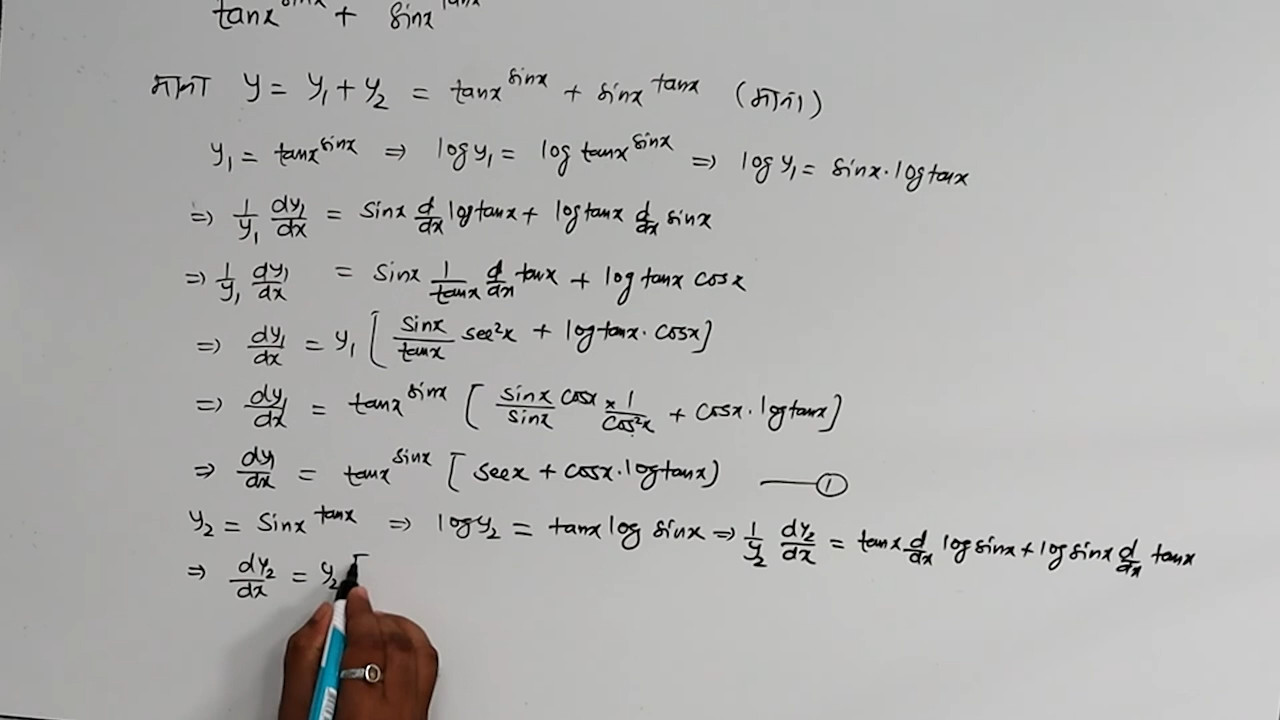 tanx^sinx + sinx^tanx
माना y = y₁ + y₂ = tanx^sinx + sinx^tanx (माना)
y₁ = tanx^sinx ⇒ log y₁ = log tanx^sinx ⇒ log y₁ = sinx · log tanx
⇒ 1/y₁ dy₁/dx = sinx d/dx log tanx + log tanx d/dx sinx
⇒ 1/y₁ dy₁/dx = sinx 1/tanx d/dx tanx + log tanx cosx
⇒ dy₁/dx = y₁ [ sinx/tanx sec²x + log tanx · cosx ]
⇒ dy₁/dx = tanx^sinx [ sinx/sinx cosx × 1/cos²x + cosx · log tanx ]
⇒ dy₁/dx = tanx^sinx [ secx + cosx · log tanx ) —①
y₂ = sinx^tanx ⇒ log y₂ = tanx log sinx ⇒ 1/y₂ dy₂/dx = tanx d/dx log sinx + log sinx d/dx tanx
⇒ dy₂/dx = y₂ [